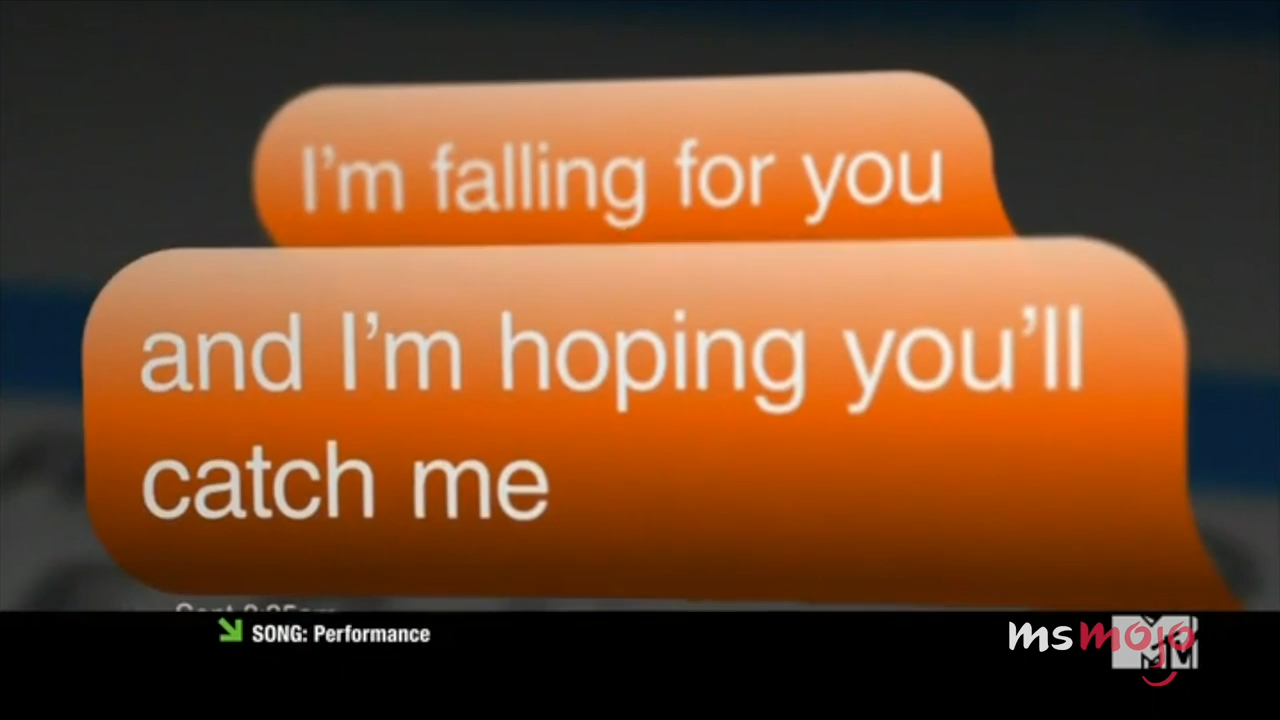 I'm falling for you
and I'm hoping you'll
catch me
SONG: Performance
msmojo